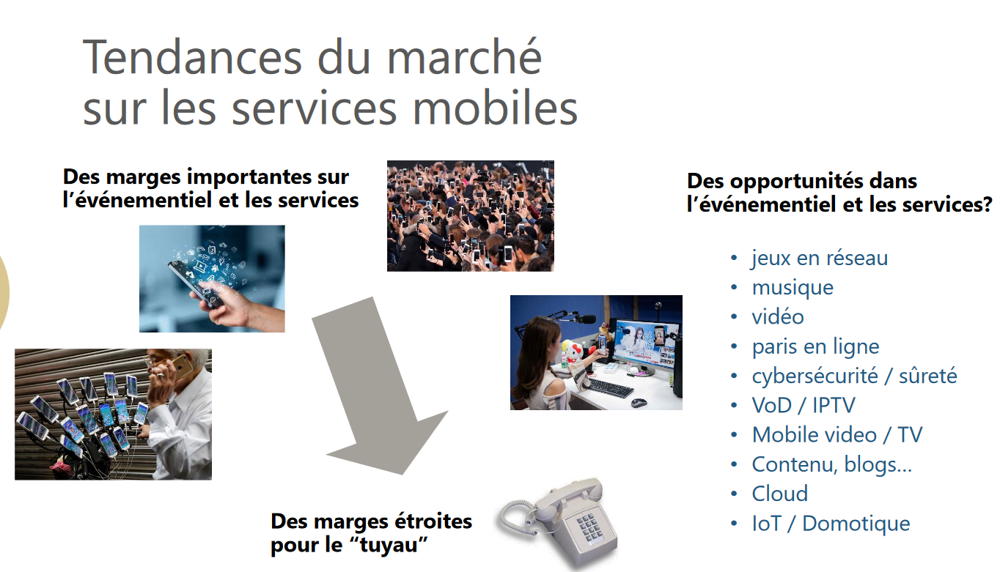 Tendances du marché
sur les services mobiles
Des marges importantes sur
l’événementiel et les services
Des opportunités dans
l’événementiel et les services?
• jeux en réseau
• musique
• vidéo
• paris en ligne
• cybersécurité / sûreté
• VoD / IPTV
• Mobile video / TV
• Contenu, blogs...
• Cloud
• IoT / Domotique
Des marges étroites
pour le “tuyau”